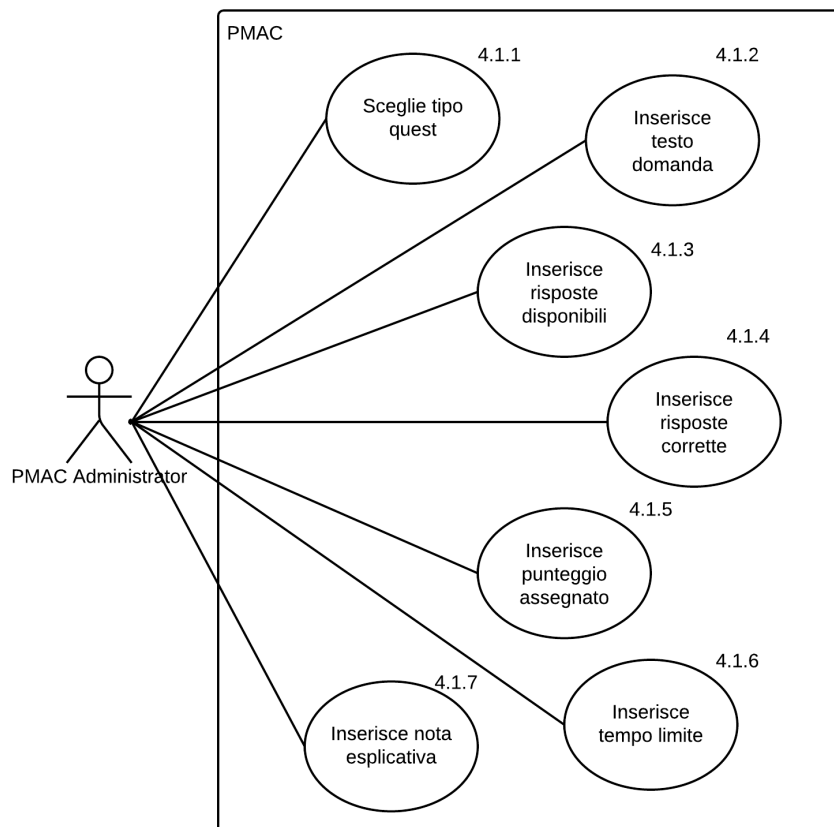 PMAC
4.1.1
Sceglie tipo
quest
4.1.2
Inserisce
testo
domanda
4.1.3
Inserisce
risposte
disponibili
4.1.4
Inserisce
risposte
corrette
PMAC Administrator
4.1.5
Inserisce
punteggio
assegnato
4.1.6
Inserisce
tempo limite
4.1.7
Inserisce nota
esplicativa